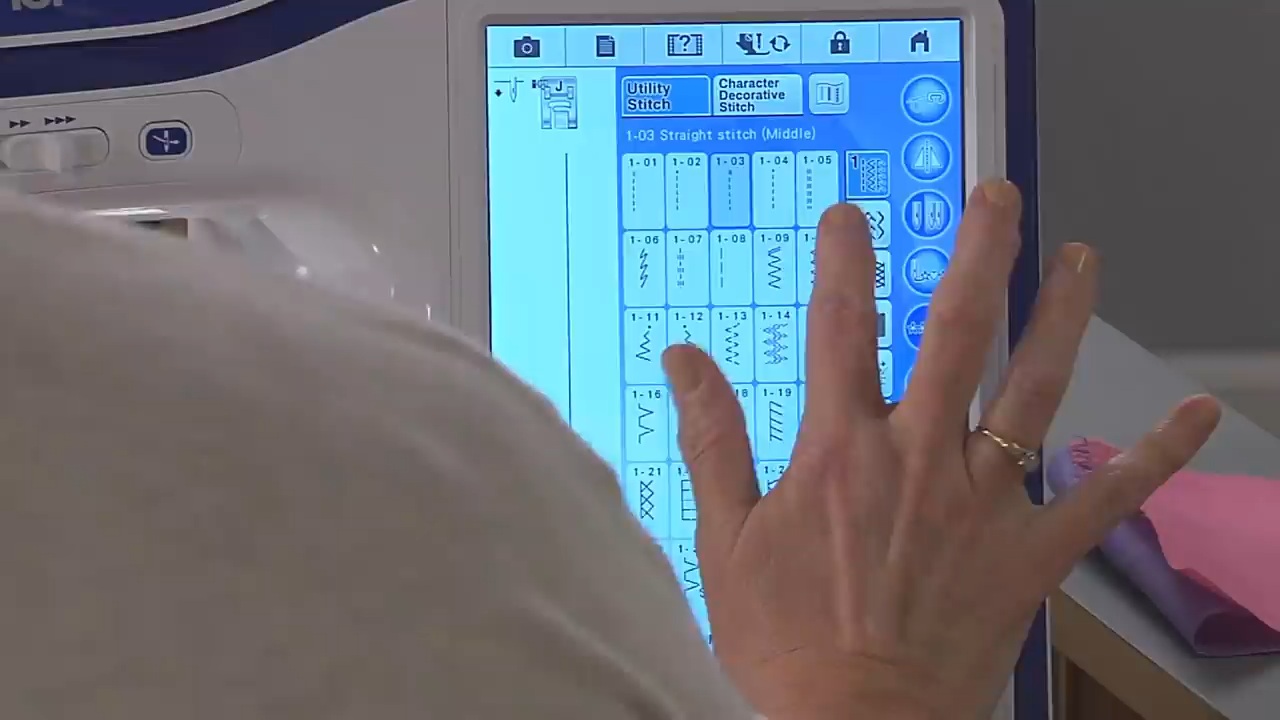 J
Utility
Stitch
Character
Decorative
Stitch
1-03 Straight stitch (Middle)
1-01 1-02 1-03 1-04 1-05 1
1-06 1-07 1-08 1-09
1-11 1-12 1-13 1-14
1-16 1-19
1-21